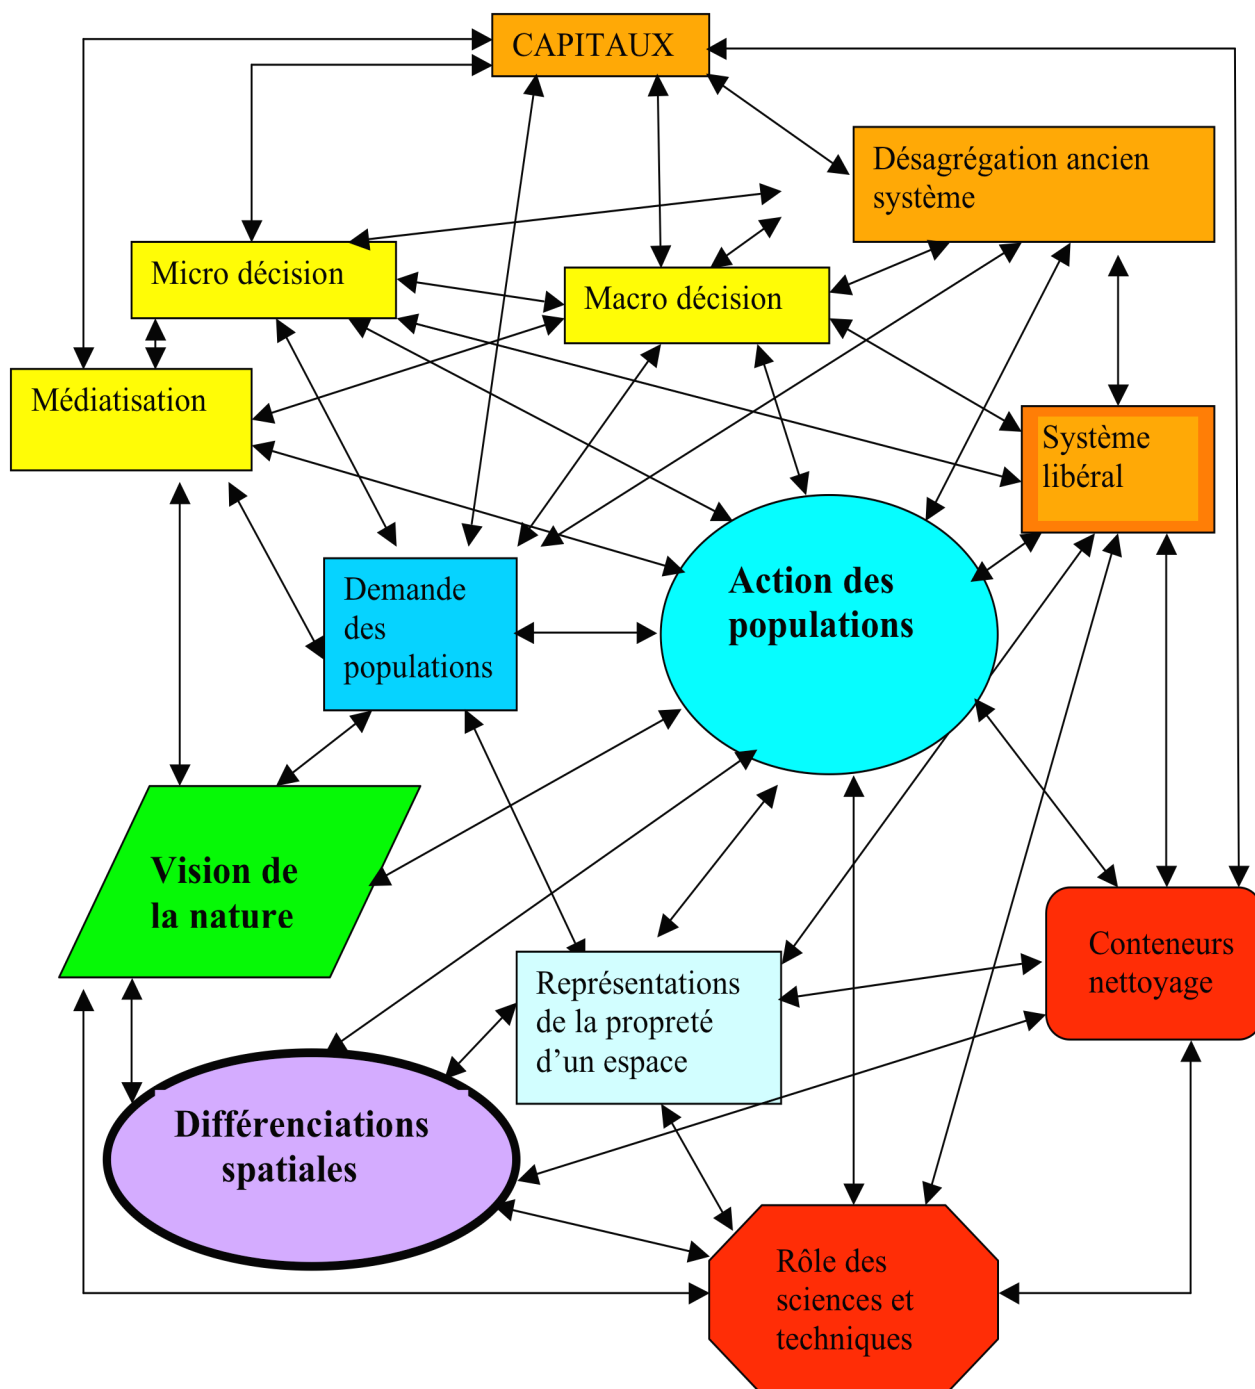 CAPITAUX
Désagrégation ancien
système
Micro décision
Macro décision
Médiatisation
Système
libéral
Demande
des
populations
Action des
populations
Vision de
la nature
Conteneurs
nettoyage
Représentations
de la propreté
d'un espace
Différenciations
spatiales
Rôle des
sciences et
techniques